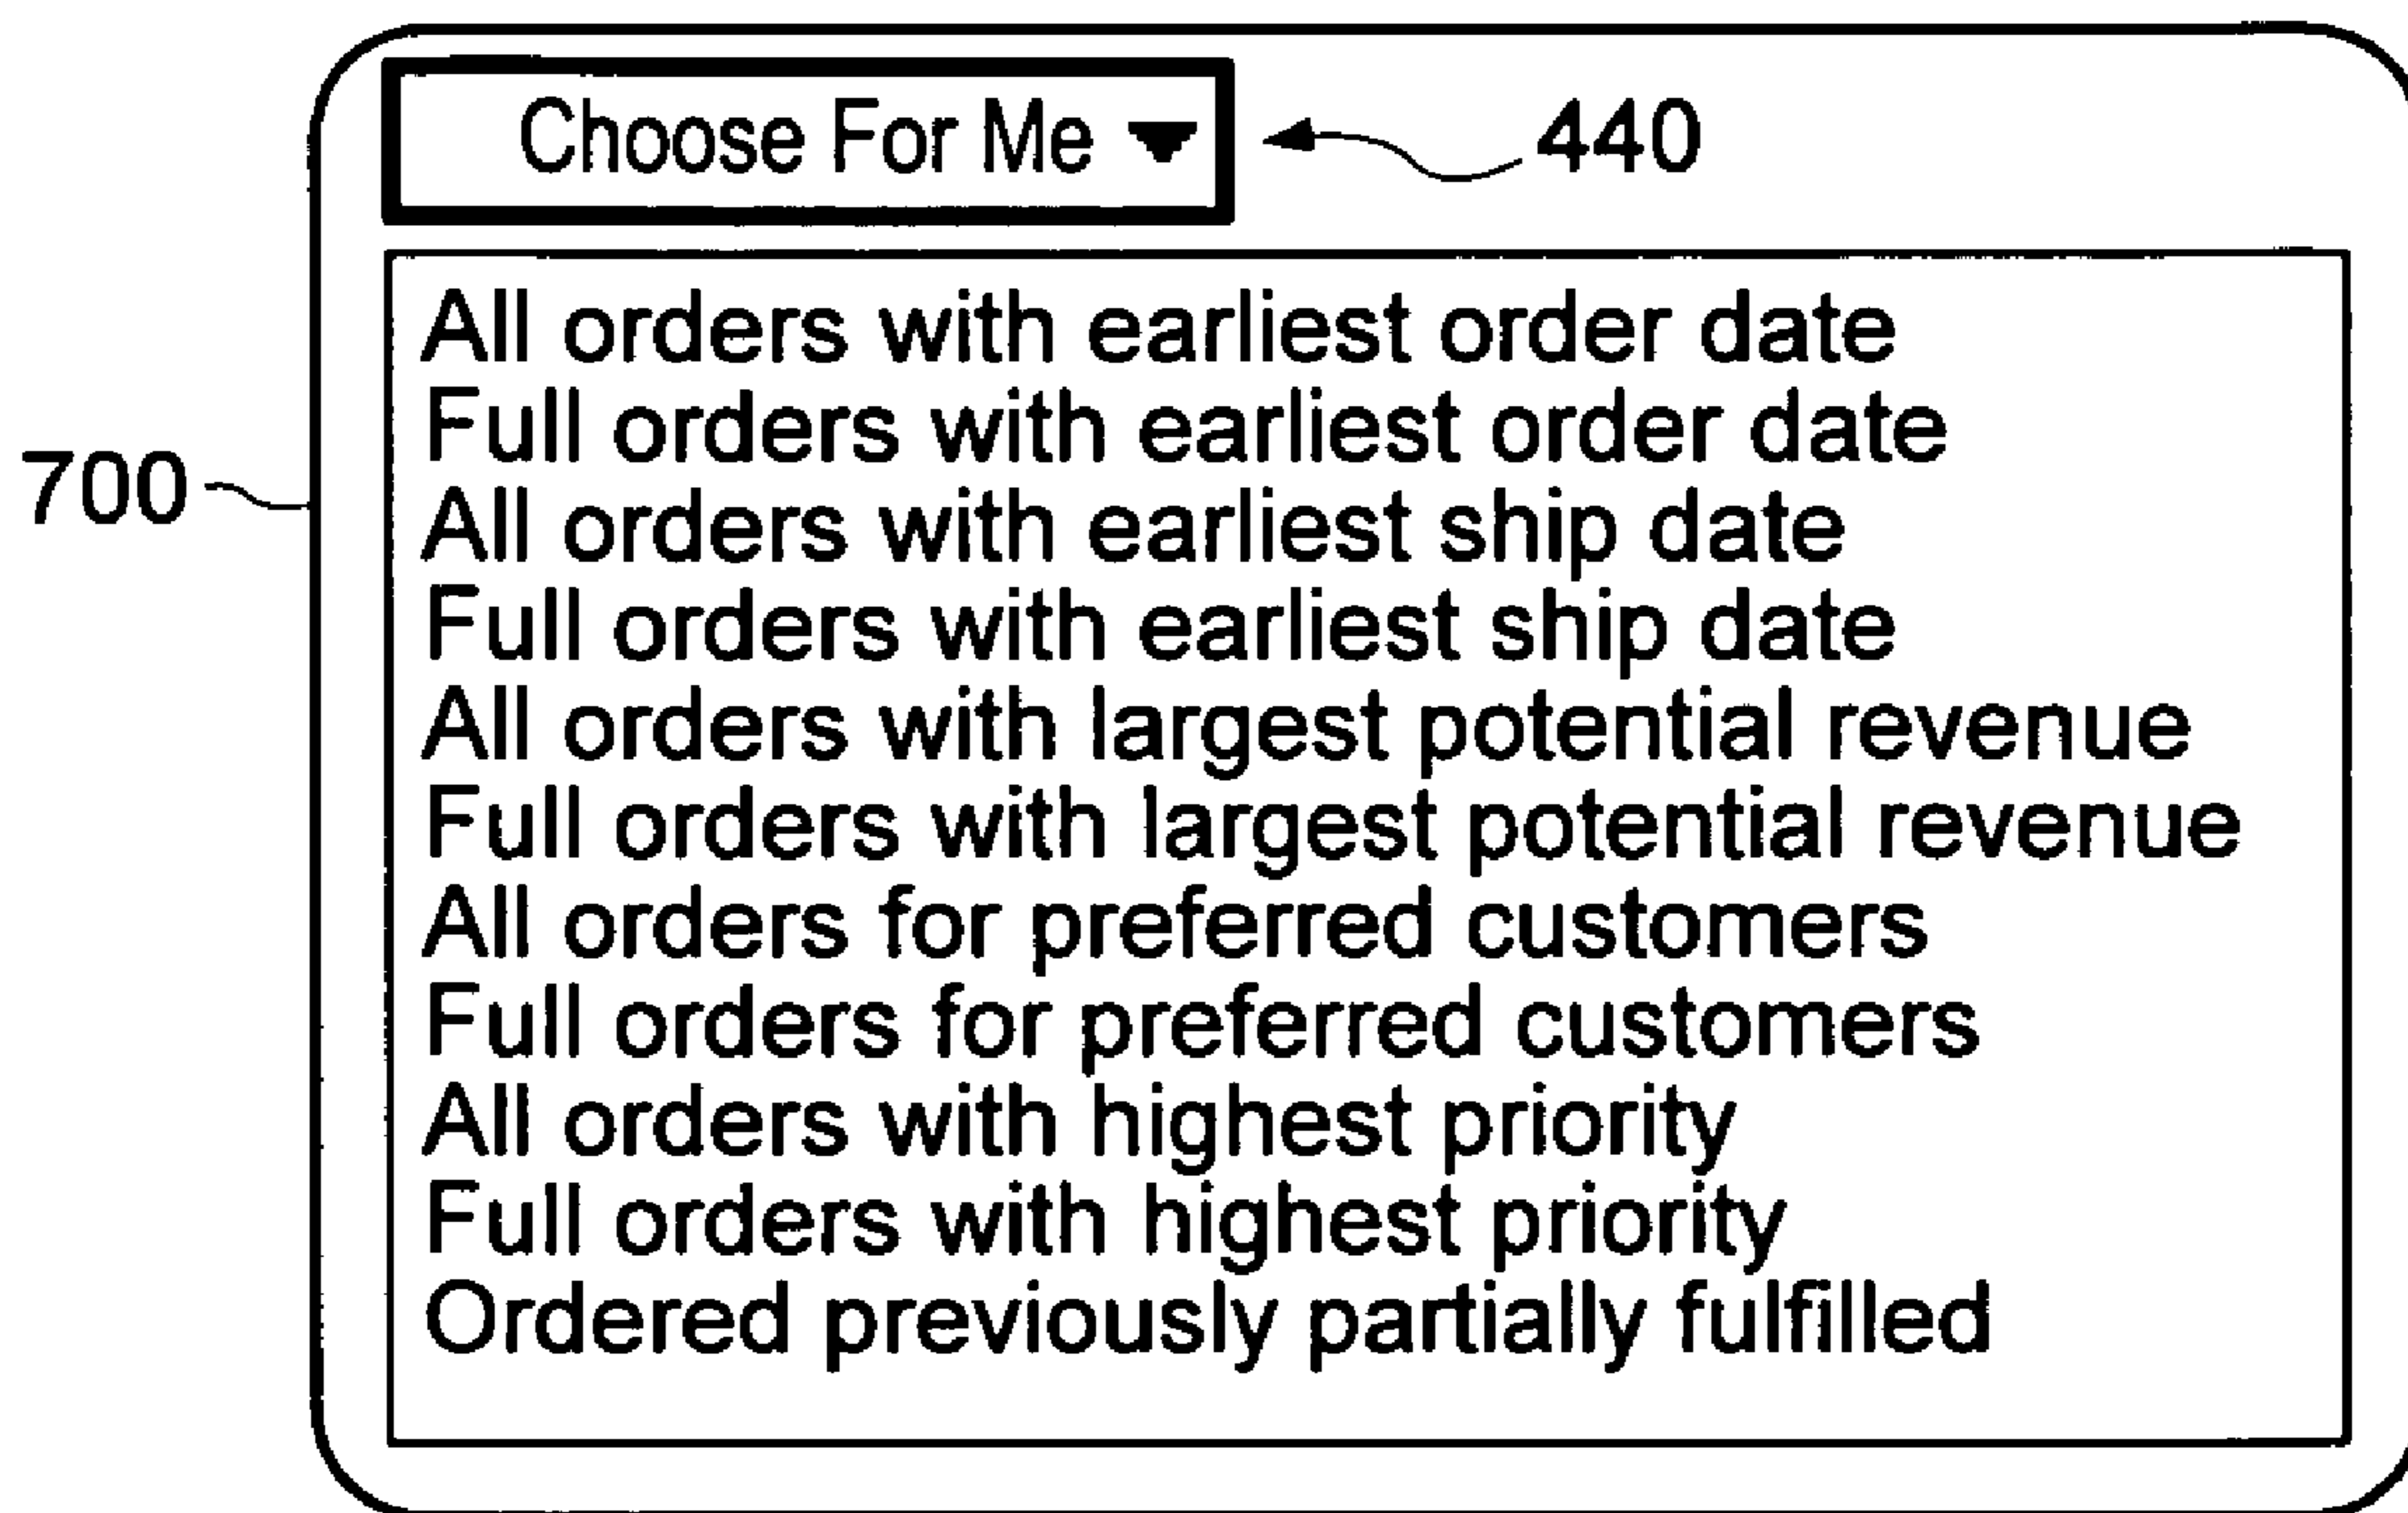 Choose For Me
440
700
All orders with earliest order date
Full orders with earliest order date
All orders with earliest ship date
Full orders with earliest ship date
All orders with largest potential revenue
Full orders with largest potential revenue
All orders for preferred customers
Full orders for preferred customers
All orders with highest priority
Full orders with highest priority
Ordered previously partially fulfilled